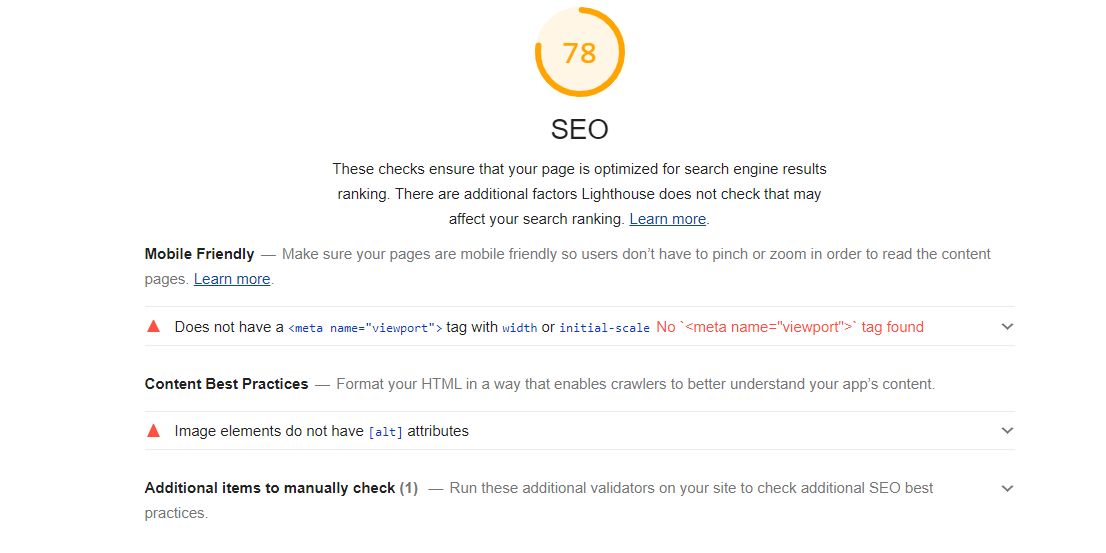 78
SEO
These checks ensure that your page is optimized for search engine results
ranking. There are additional factors Lighthouse does not check that may
affect your search ranking. Learn more.
Mobile Friendly — Make sure your pages are mobile friendly so users don’t have to pinch or zoom in order to read the content
pages. Learn more.
Does not have a <meta name="viewport"> tag with width or initial-scale No `<meta name="viewport">` tag found
Content Best Practices — Format your HTML in a way that enables crawlers to better understand your app’s content.
Image elements do not have [alt] attributes
Additional items to manually check (1) — Run these additional validators on your site to check additional SEO best
practices.